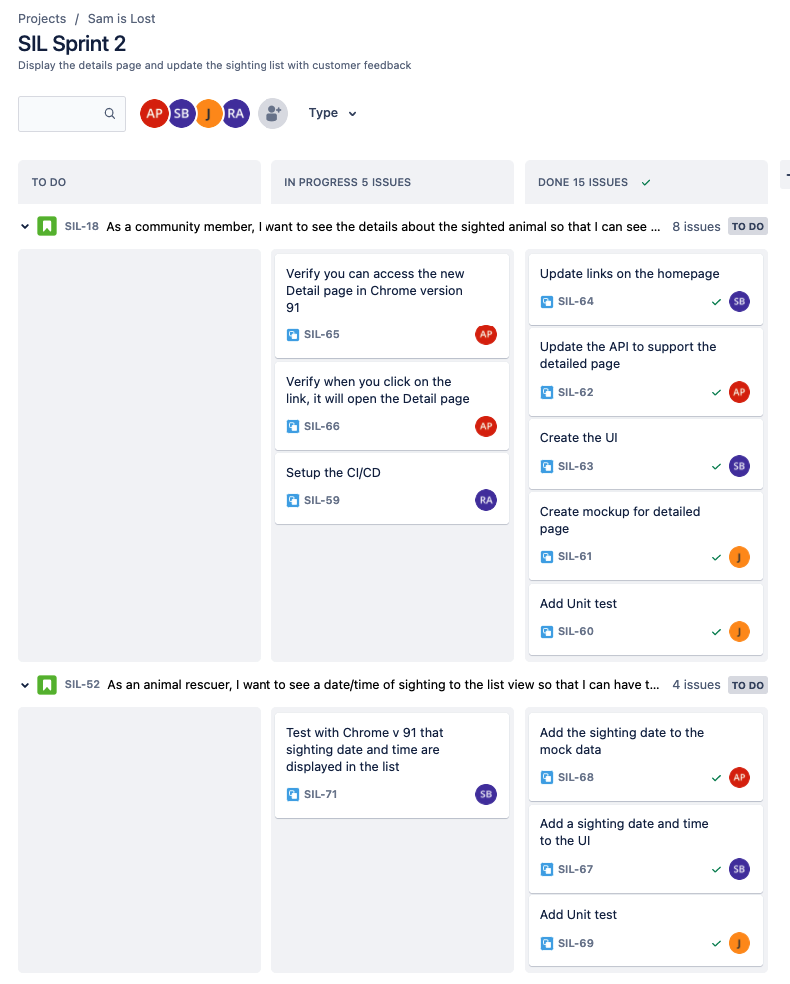 Projects / Sam is Lost
SIL Sprint 2
Display the details page and update the sighting list with customer feedback
AP SB J RA Type
TO DO IN PROGRESS 5 ISSUES DONE 15 ISSUES
SIL-18 As a community member, I want to see the details about the sighted animal so that I can see ... 8 issues TO DO
Verify you can access the new
Detail page in Chrome version
91
SIL-65 AP
Verify when you click on the
link, it will open the Detail page
SIL-66 AP
Setup the CI/CD
SIL-59 RA
Update links on the homepage
SIL-64 SB
Update the API to support the
detailed page
SIL-62 AP
Create the UI
SIL-63 SB
Create mockup for detailed
page
SIL-61 J
Add Unit test
SIL-60 J
SIL-52 As an animal rescuer, I want to see a date/time of sighting to the list view so that I can have t... 4 issues TO DO
Test with Chrome v 91 that
sighting date and time are
displayed in the list
SIL-71 SB
Add the sighting date to the
mock data
SIL-68 AP
Add a sighting date and time
to the UI
SIL-67 SB
Add Unit test
SIL-69 J